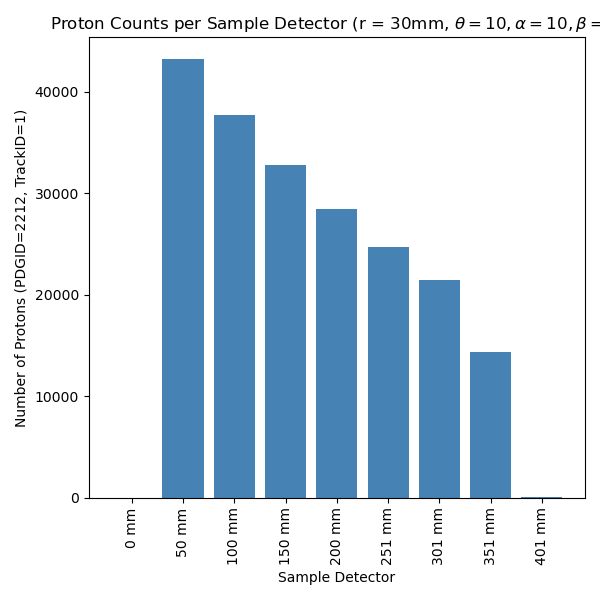 Proton Counts per Sample Detector (r = 30mm, θ = 10, α = 10, β =
Number of Protons (PDGID=2212, TrackID=1)
40000
30000
20000
10000
0
0 mm
50 mm
100 mm
150 mm
200 mm
251 mm
301 mm
351 mm
401 mm
Sample Detector